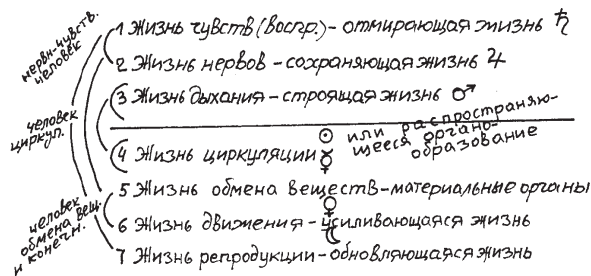 нервн-чувств.
человек
1 Жизнь чувств (воспр.) – отмирающая жизнь ♄
2 Жизнь нервов – сохраняющая жизнь ♃
3 Жизнь дыхания – строящая жизнь ♂
человек
циркул.
4 Жизнь циркуляции ☉ или распространяю-
щееся органо-
образование
☿
5 Жизнь обмена веществ – материальные органы
♀
человек
обмена вещ.
и конечн.
6 Жизнь движения – усиливающаяся жизнь
☾
7 Жизнь репродукции – обновляющаяся жизнь